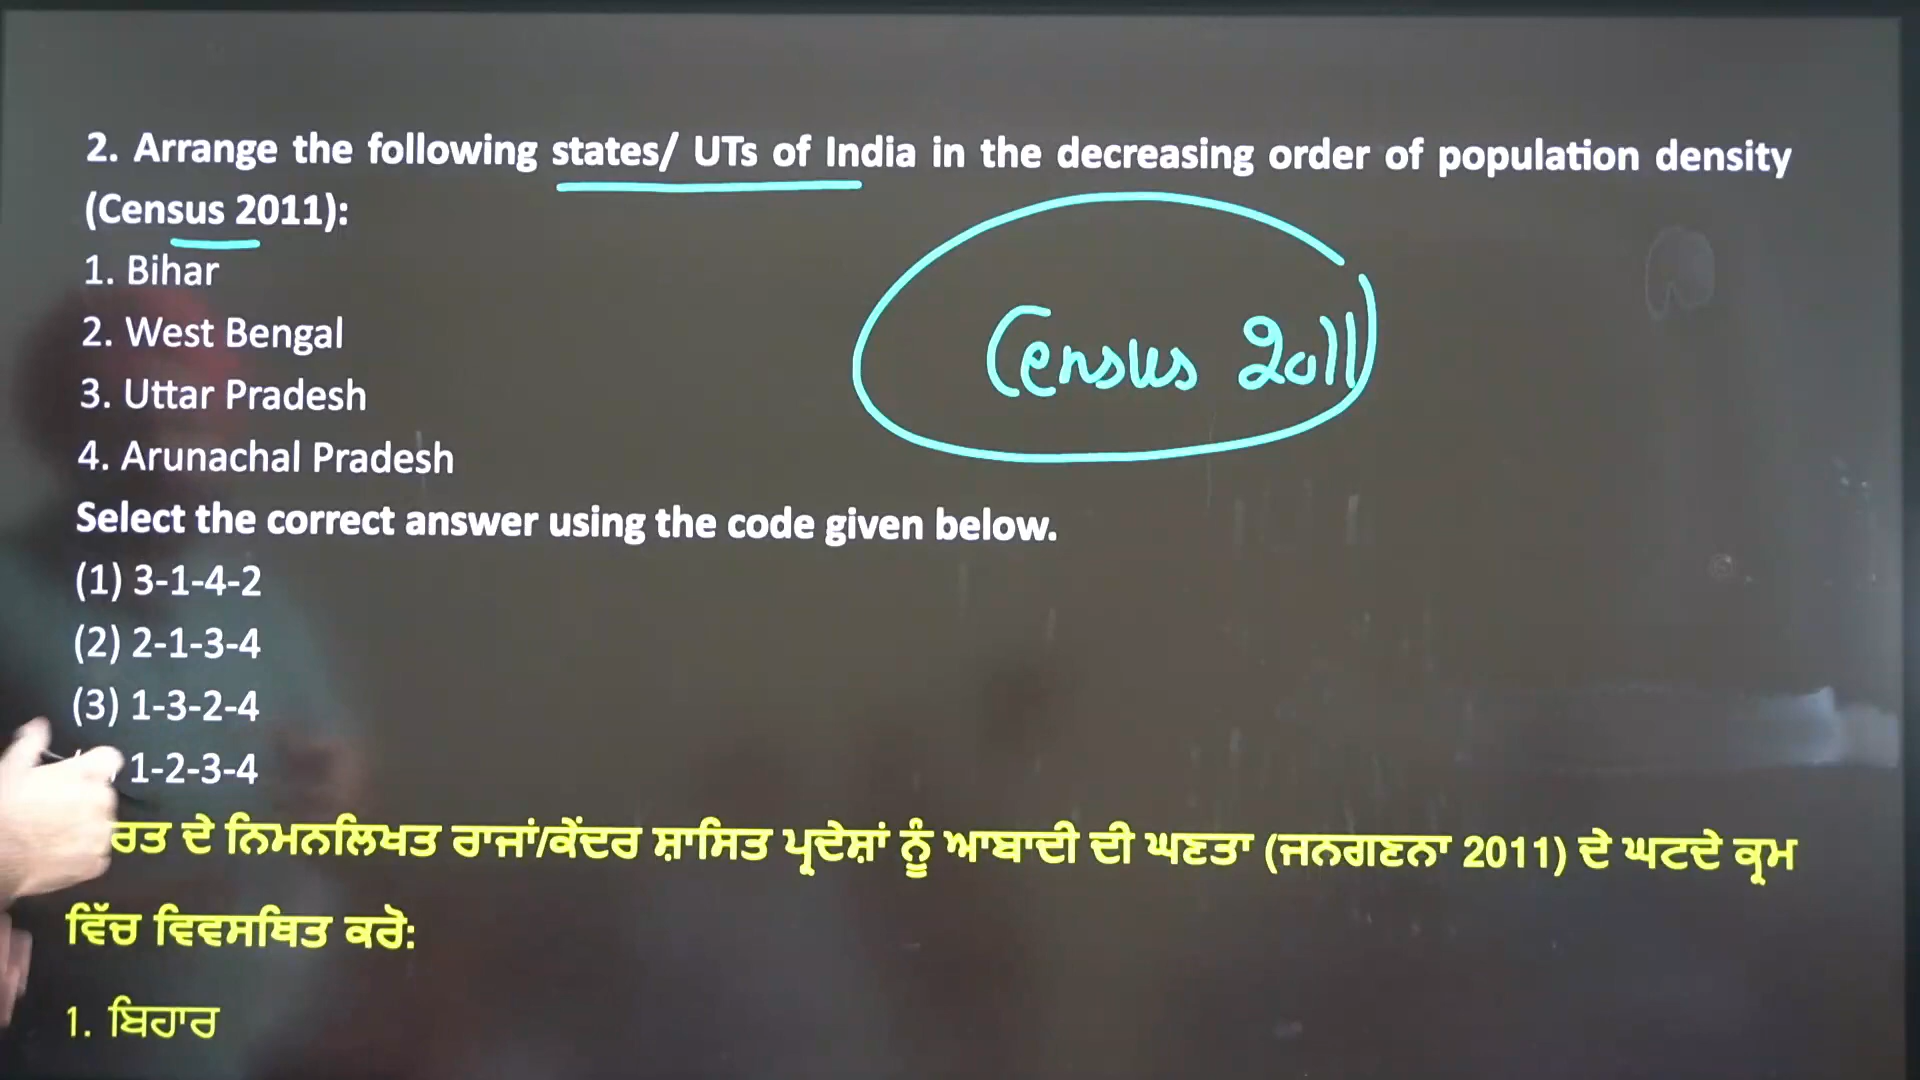 2. Arrange the following states/ UTs of India in the decreasing order of population density
(Census 2011):
1. Bihar
2. West Bengal
3. Uttar Pradesh
4. Arunachal Pradesh
Census 2011
Select the correct answer using the code given below.
(1) 3-1-4-2
(2) 2-1-3-4
(3) 1-3-2-4
1-2-3-4
ਦੇ ਨਿਮਨਲਿਖਤ ਰਾਜਾਂ/ਕੇਂਦਰ ਸ਼ਾਸਿਤ ਪ੍ਰਦੇਸ਼ਾਂ ਨੂੰ ਆਬਾਦੀ ਦੀ ਘਣਤਾ (ਜਨਗਣਨਾ 2011) ਦੇ ਘਟਦੇ ਕ੍ਰਮ
ਵਿੱਚ ਵਿਵਸਥਿਤ ਕਰੋ:
1. ਬਿਹਾਰ